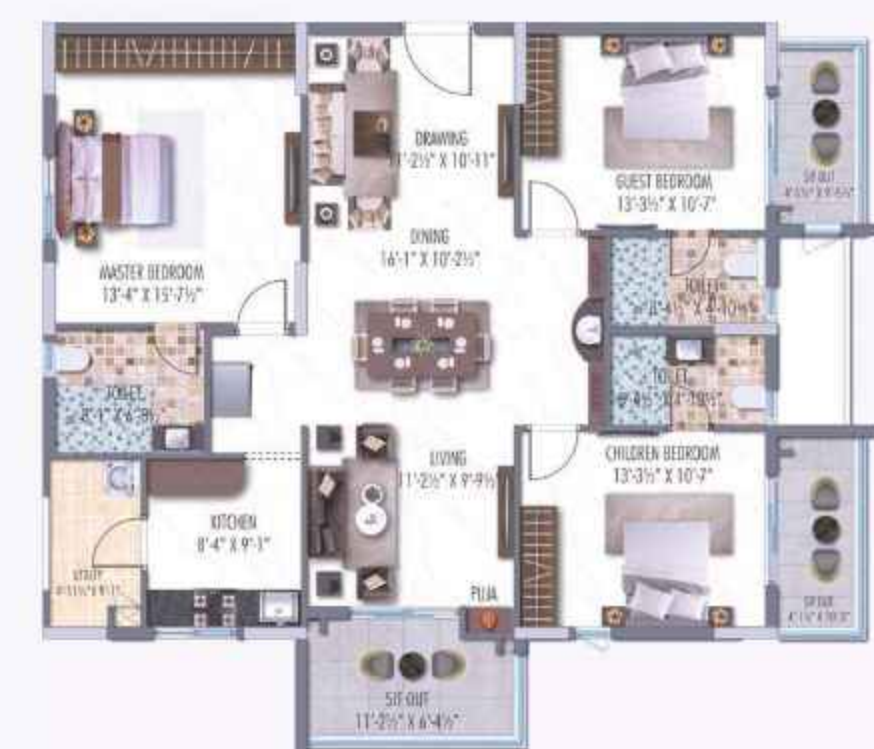 DRAWING
11'-2½" X 10'-11"
GUEST BEDROOM
13'-3½" X 10'-7"
SIT OUT
DINING
16'-1" X 10'-2½"
MASTER BEDROOM
13'-4" X 15'-7½"
TOILET
TOILET
TOILET
LIVING
11'-2½" X 9'-9½"
CHILDREN BEDROOM
13'-3½" X 10'-7"
KITCHEN
8'-4" X 9'-1"
UTILITY
PUJA
SIT OUT
SIT OUT
11'-2½" X 6'-4½"